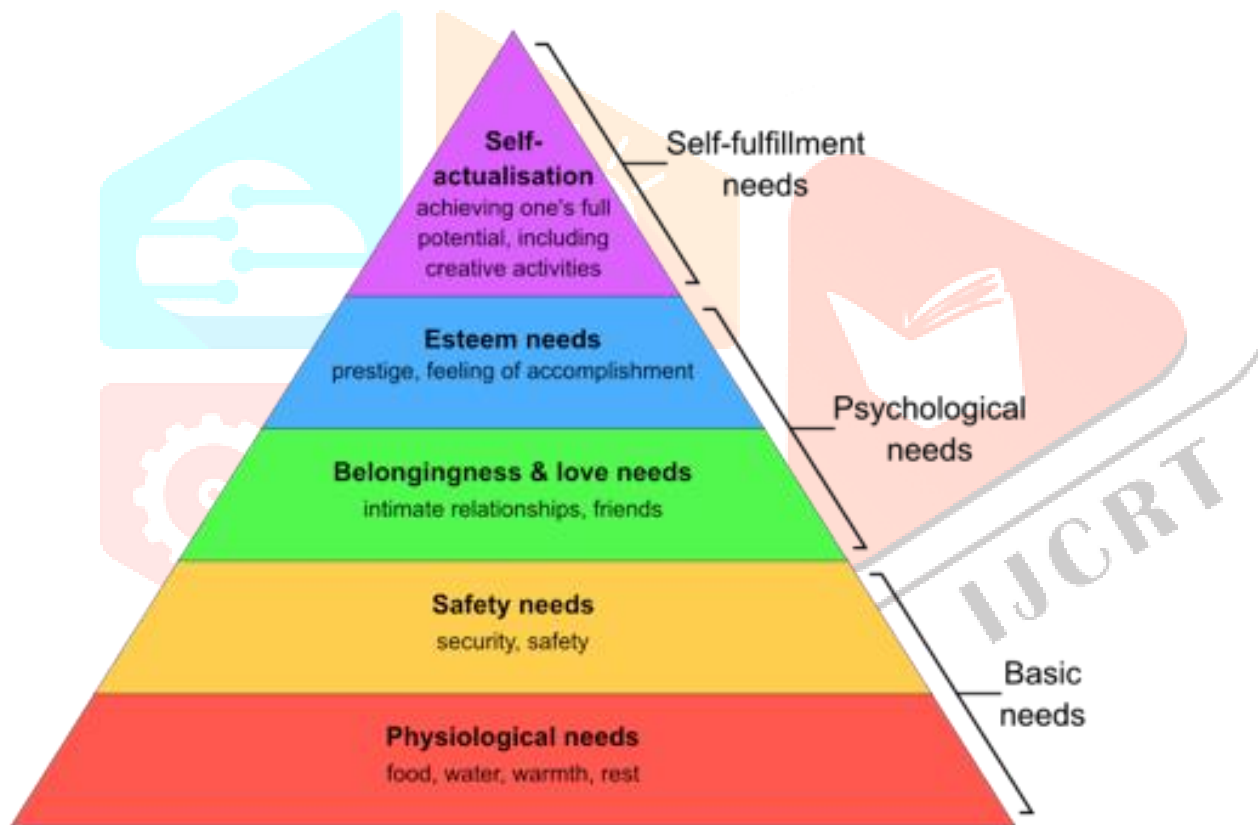 Self-
actualisation
achieving one's full
potential, including
creative activities
Self-fulfillment
needs
Esteem needs
prestige, feeling of accomplishment
Psychological
needs
Belongingness & love needs
intimate relationships, friends
IJCRT
Safety needs
security, safety
Basic
needs
Physiological needs
food, water, warmth, rest